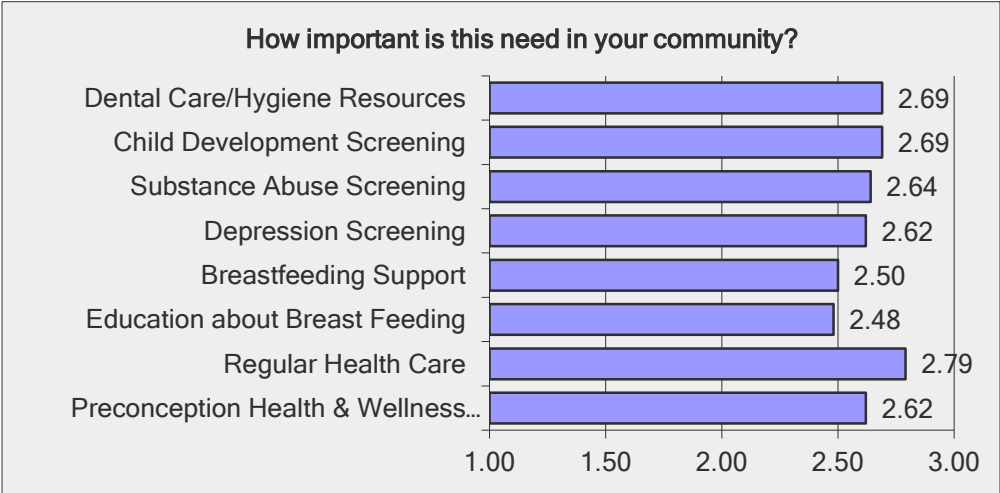 How important is this need in your community?
Dental Care/Hygiene Resources 2.69
Child Development Screening 2.69
Substance Abuse Screening 2.64
Depression Screening 2.62
Breastfeeding Support 2.50
Education about Breast Feeding 2.48
Regular Health Care 2.79
Preconception Health & Wellness... 2.62
1.00 1.50 2.00 2.50 3.00